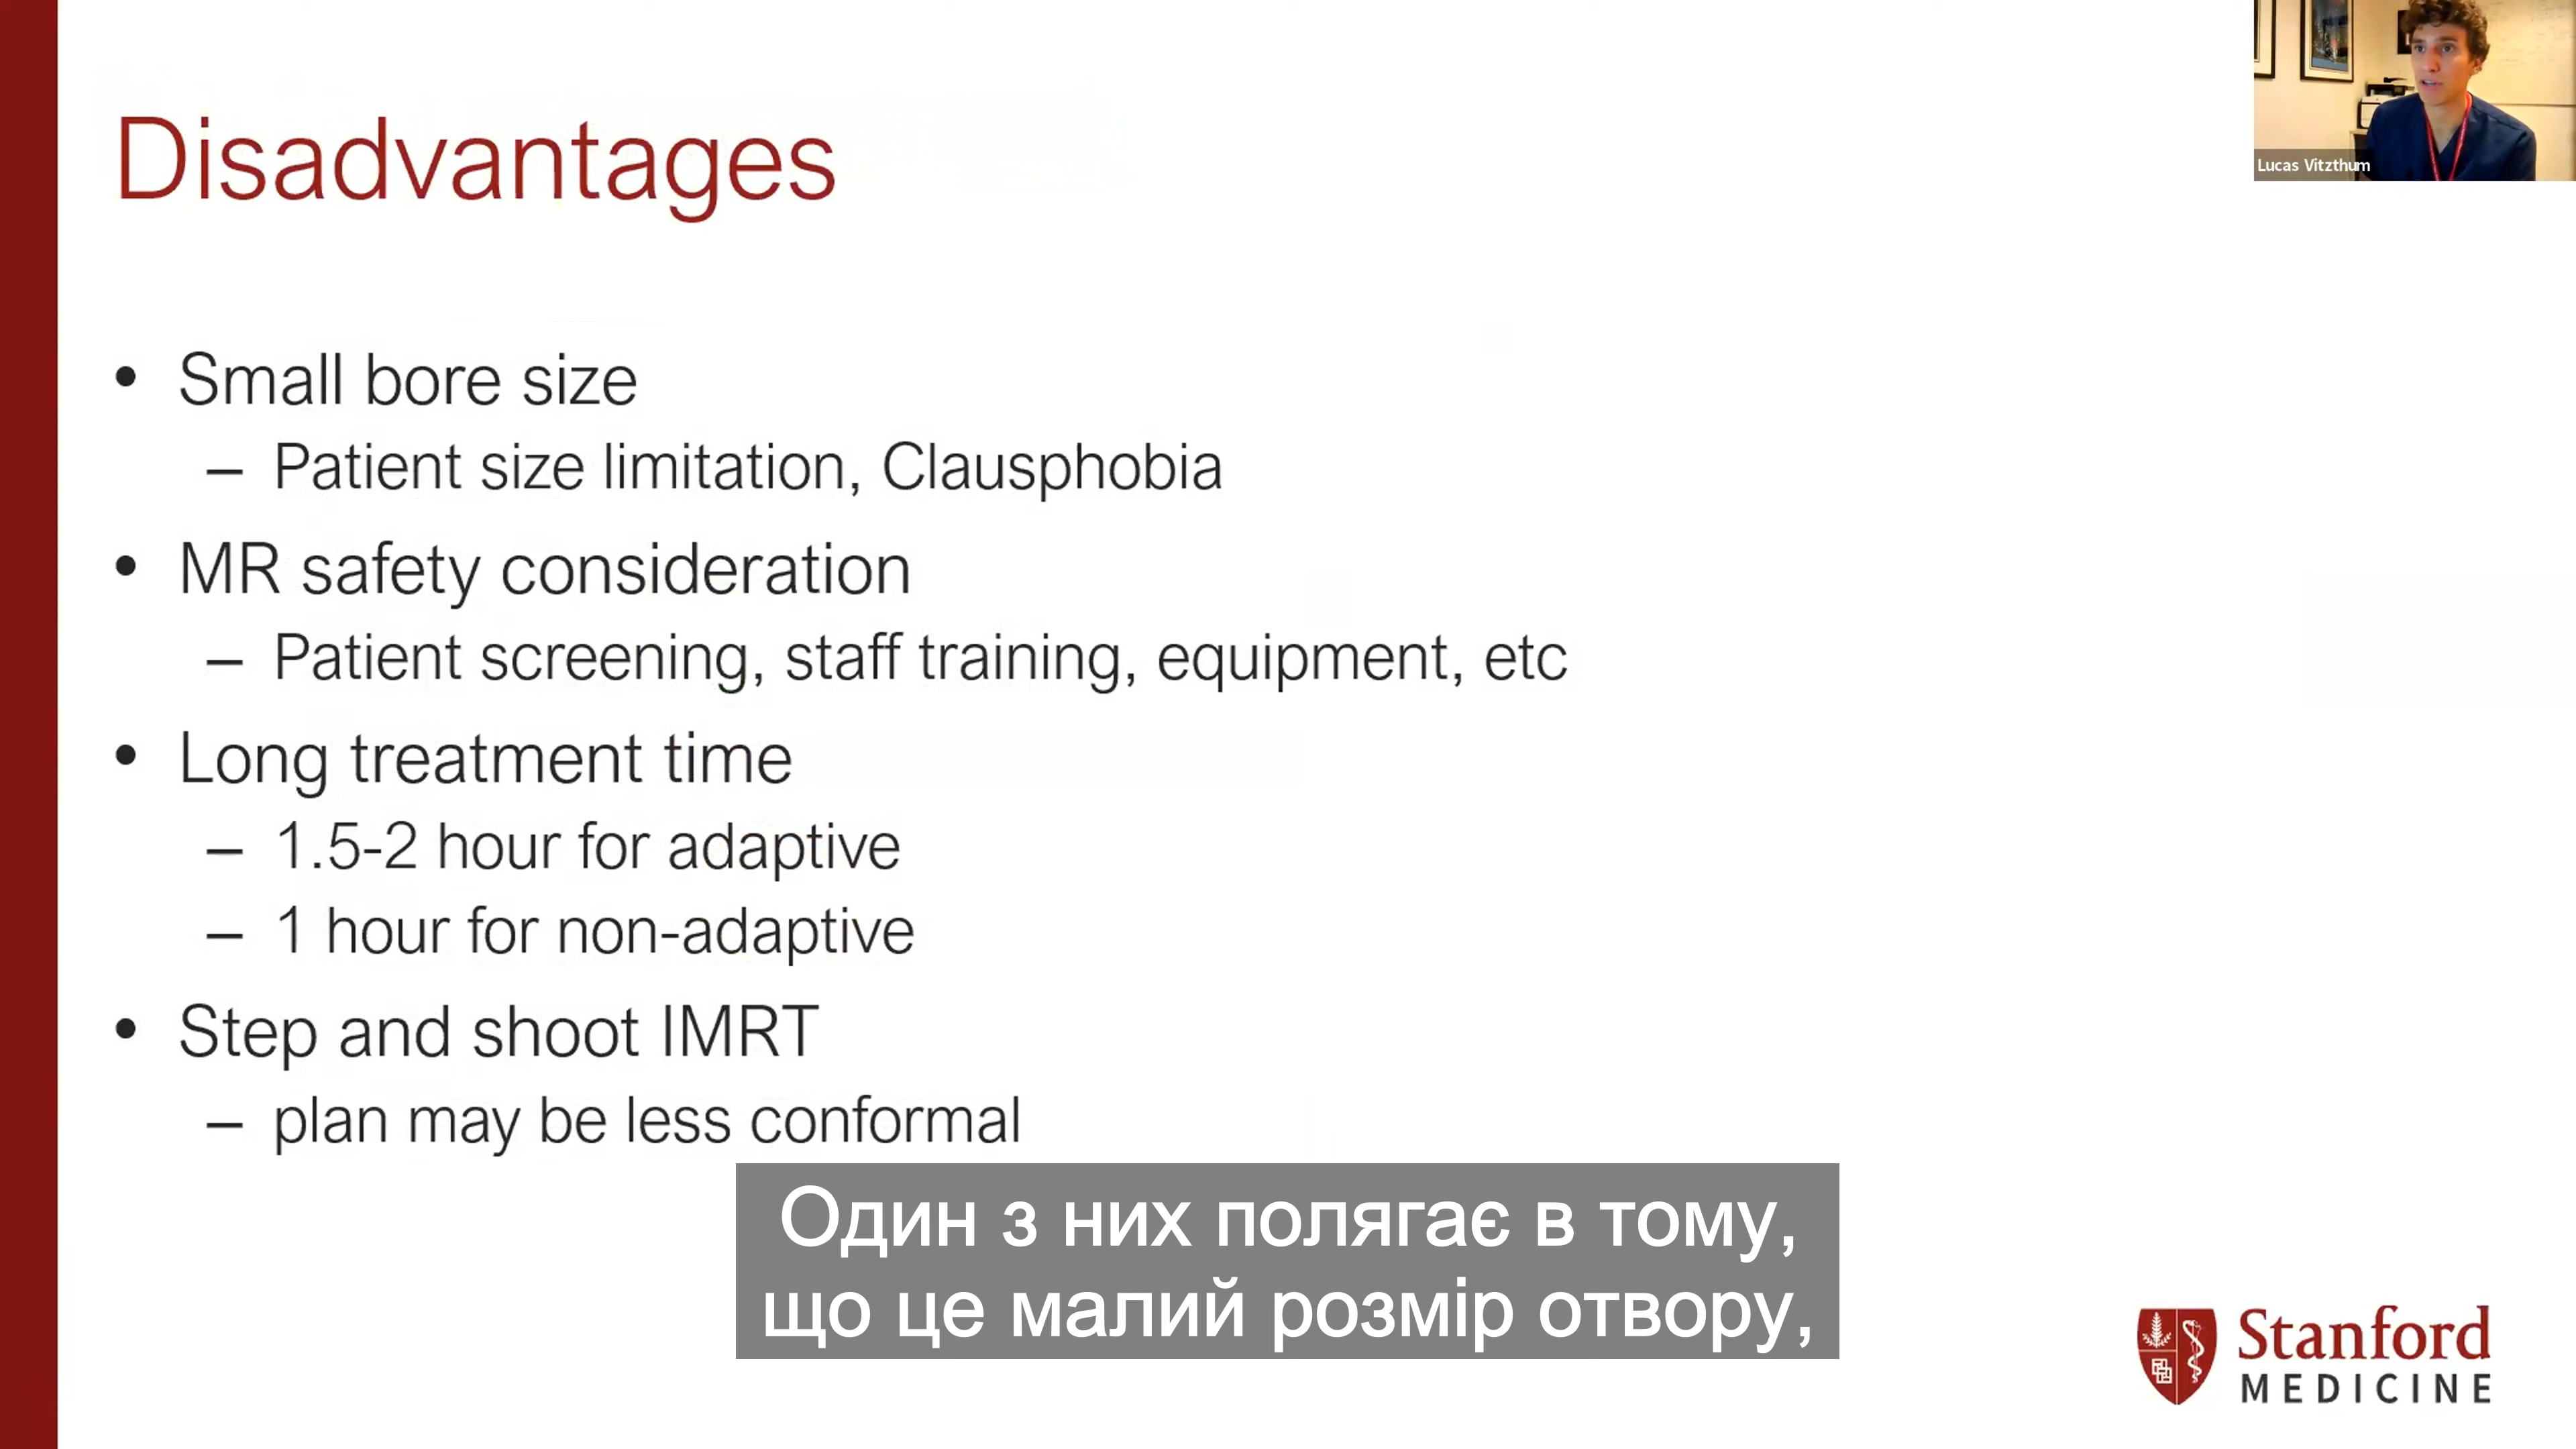 Lucas Vitzthum
Disadvantages
• Small bore size
– Patient size limitation, Clausphobia
• MR safety consideration
– Patient screening, staff training, equipment, etc
• Long treatment time
– 1.5-2 hour for adaptive
– 1 hour for non-adaptive
• Step and shoot IMRT
– plan may be less conformal
Один з них полягає в тому,
що це малий розмір отвору,
Stanford
MEDICINE